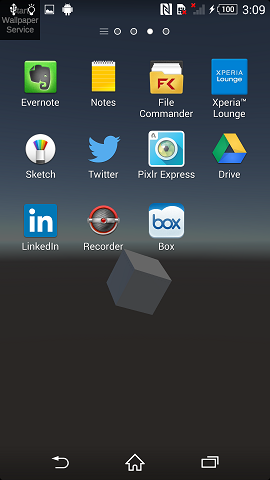 Start
Wallpaper
Service
100
3:09
Evernote
Notes
File
Commander
Xperia™
Lounge
XPERIA
Lounge
FK
Sketch
Twitter
Pixlr Express
Drive
in
LinkedIn
Recorder
box
Box